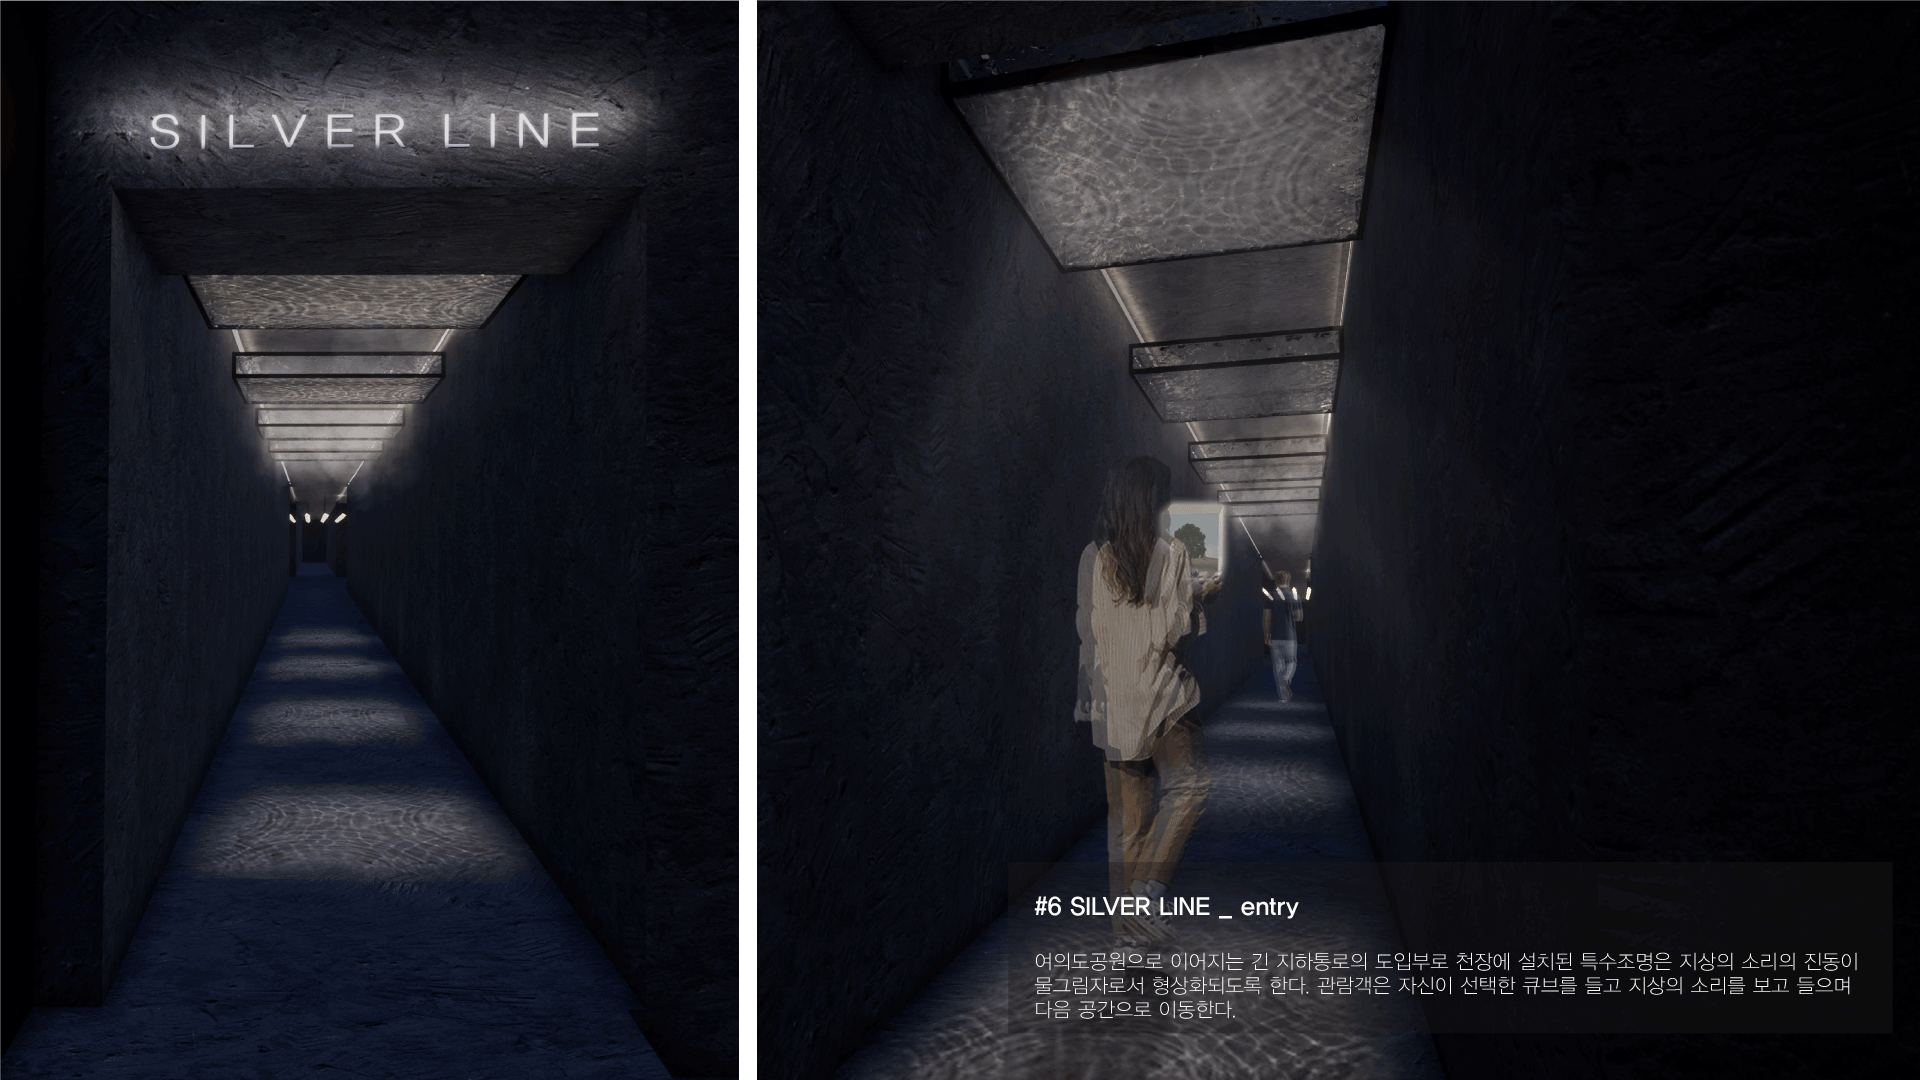 SILVER LINE
#6 SILVER LINE _ entry
여의도공원으로 이어지는 긴 지하통로의 도입부로 천장에 설치된 특수조명은 지상의 소리의 진동이
물그림자로서 형상화되도록 한다. 관람객은 자신이 선택한 큐브를 들고 지상의 소리를 보고 들으며
다음 공간으로 이동한다.